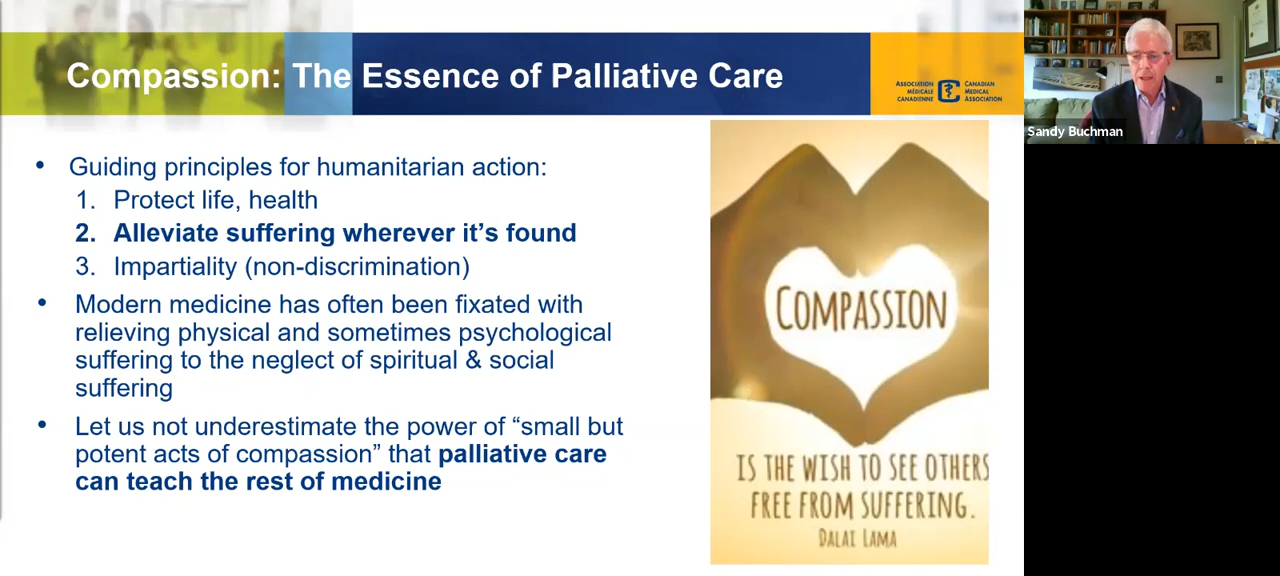 Compassion: The Essence of Palliative Care
ASSOCIATION
MÉDICALE
CANADIENNE
CANADIAN
MEDICAL
ASSOCIATION
Sandy Buchman
• Guiding principles for humanitarian action:
1. Protect life, health
2. Alleviate suffering wherever it’s found
3. Impartiality (non-discrimination)
• Modern medicine has often been fixated with
relieving physical and sometimes psychological
suffering to the neglect of spiritual & social
suffering
• Let us not underestimate the power of “small but
potent acts of compassion” that palliative care
can teach the rest of medicine
COMPASSION
IS THE WISH TO SEE OTHERS
FREE FROM SUFFERING.
DALAI LAMA